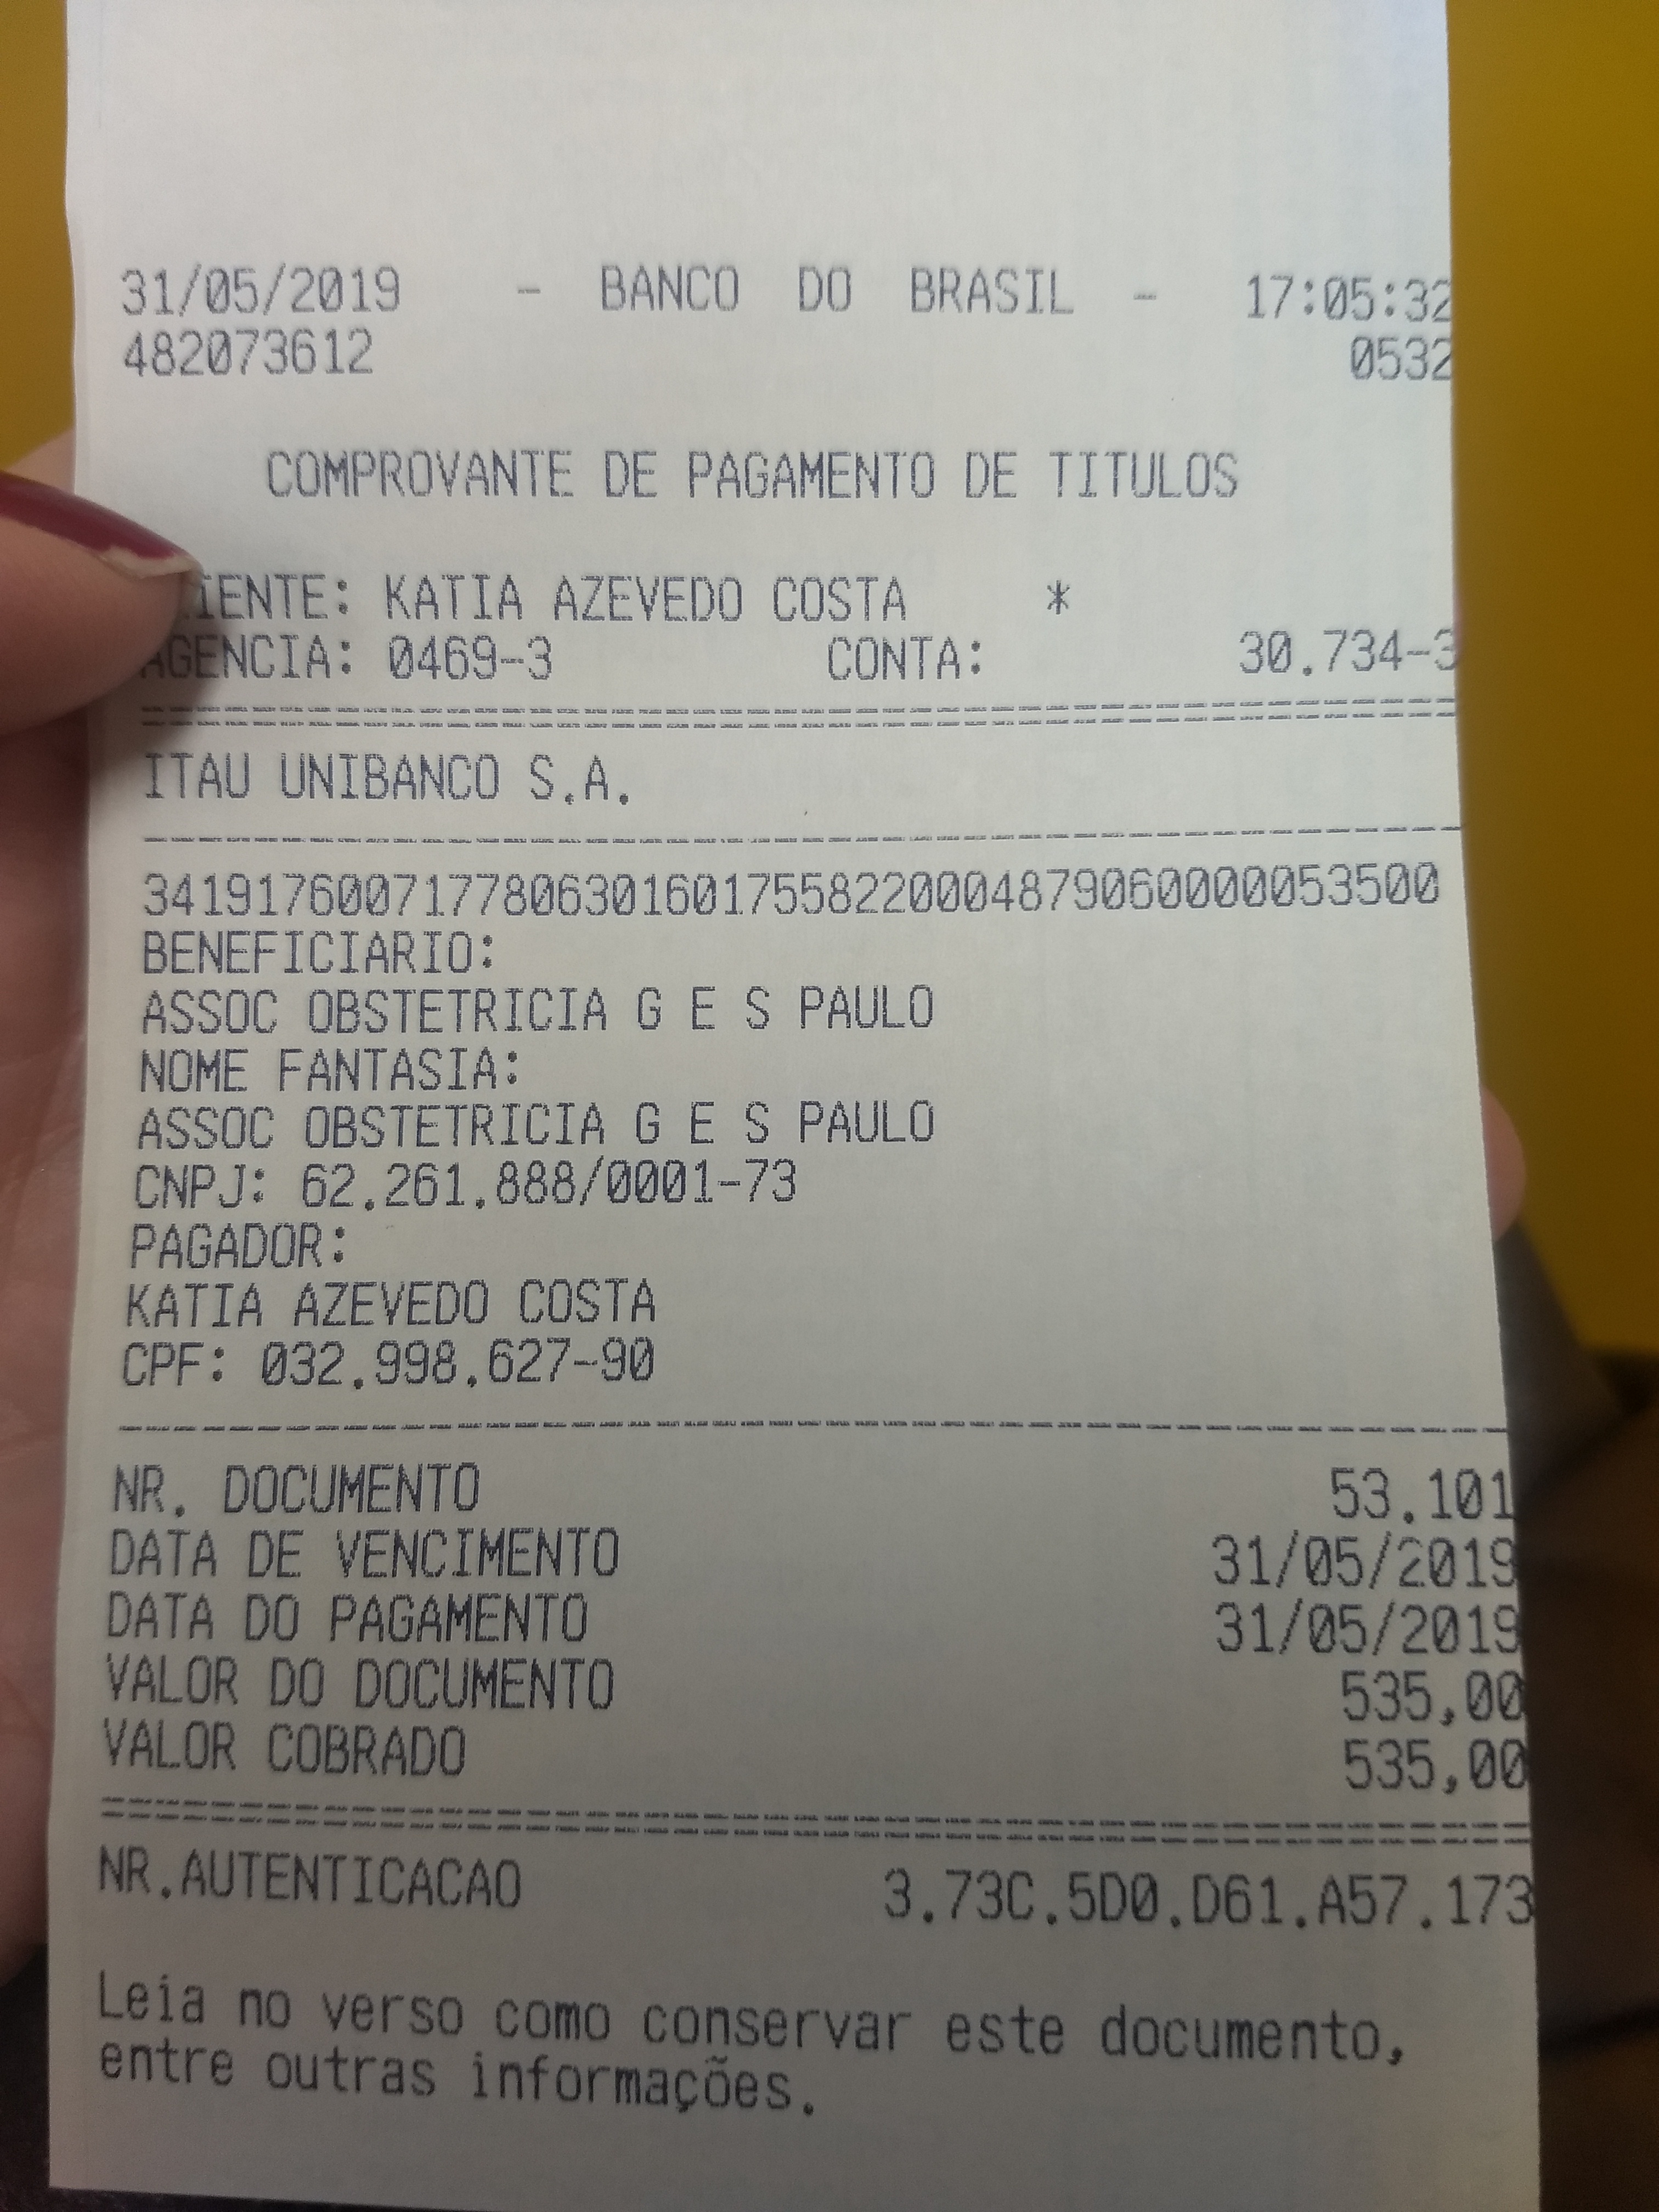 31/05/2019 - BANCO DO BRASIL - 17:05:32
482073612 0532
COMPROVANTE DE PAGAMENTO DE TITULOS
CLIENTE: KATIA AZEVEDO COSTA *
AGENCIA: 0469-3 CONTA: 30.734-3
ITAU UNIBANCO S.A.
34191760071778063016017558220004879060000053500
BENEFICIARIO:
ASSOC OBSTETRICIA G E S PAULO
NOME FANTASIA:
ASSOC OBSTETRICIA G E S PAULO
CNPJ: 62.261.888/0001-73
PAGADOR:
KATIA AZEVEDO COSTA
CPF: 032.998.627-90
NR. DOCUMENTO 53.101
DATA DE VENCIMENTO 31/05/2019
DATA DO PAGAMENTO 31/05/2019
VALOR DO DOCUMENTO 535,00
VALOR COBRADO 535,00
NR.AUTENTICACAO 3.73C.5D0.D61.A57.173
Leia no verso como conservar este documento,
entre outras informações.